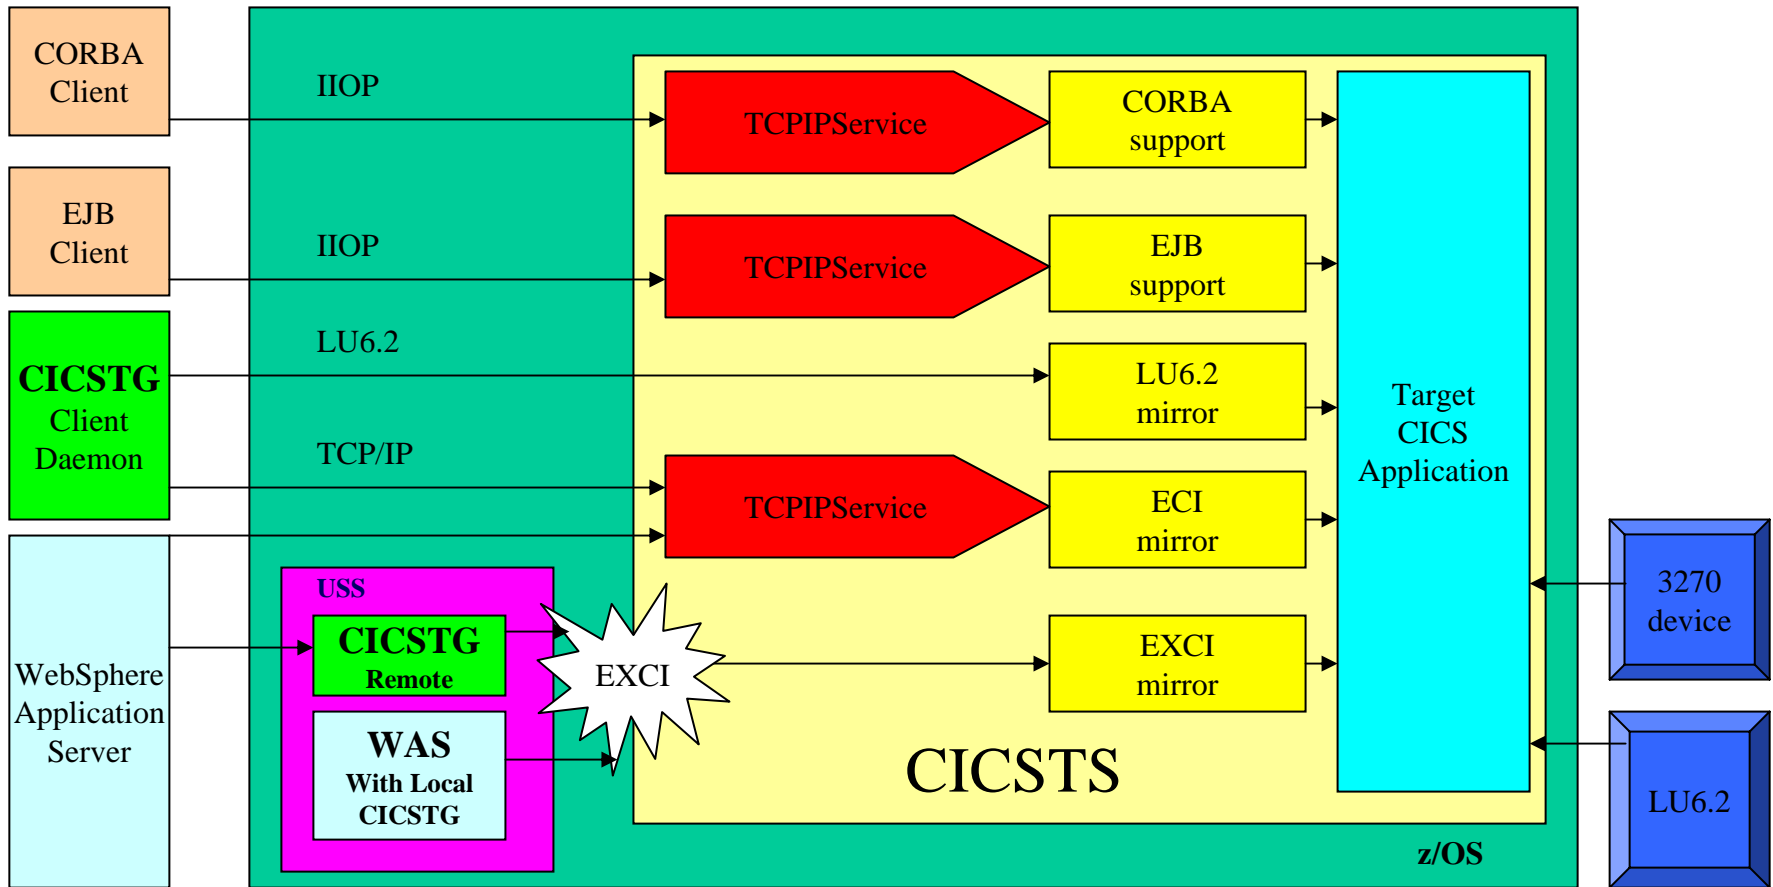 CORBA
Client
EJB
Client
CICSTG
Client
Daemon
WebSphere
Application
Server
IIOP
IIOP
LU6.2
TCP/IP
USS
CICSTG
Remote
WAS
With Local
CICSTG
EXCI
TCPIPService
TCPIPService
TCPIPService
CORBA
support
EJB
support
LU6.2
mirror
ECI
mirror
EXCI
mirror
CICSTS
Target
CICS
Application
z/OS
3270
device
LU6.2